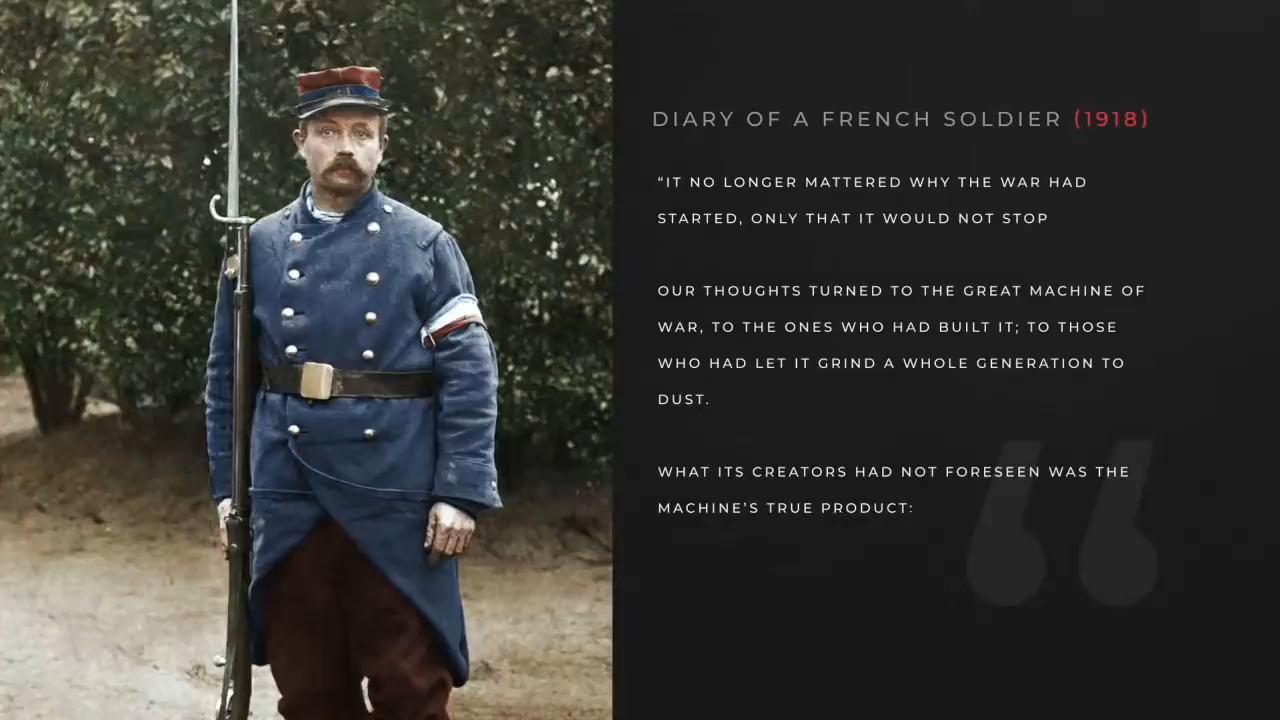 DIARY OF A FRENCH SOLDIER (1918)
“IT NO LONGER MATTERED WHY THE WAR HAD
STARTED, ONLY THAT IT WOULD NOT STOP
OUR THOUGHTS TURNED TO THE GREAT MACHINE OF
WAR, TO THE ONES WHO HAD BUILT IT; TO THOSE
WHO HAD LET IT GRIND A WHOLE GENERATION TO
DUST.
WHAT ITS CREATORS HAD NOT FORESEEN WAS THE
MACHINE’S TRUE PRODUCT: